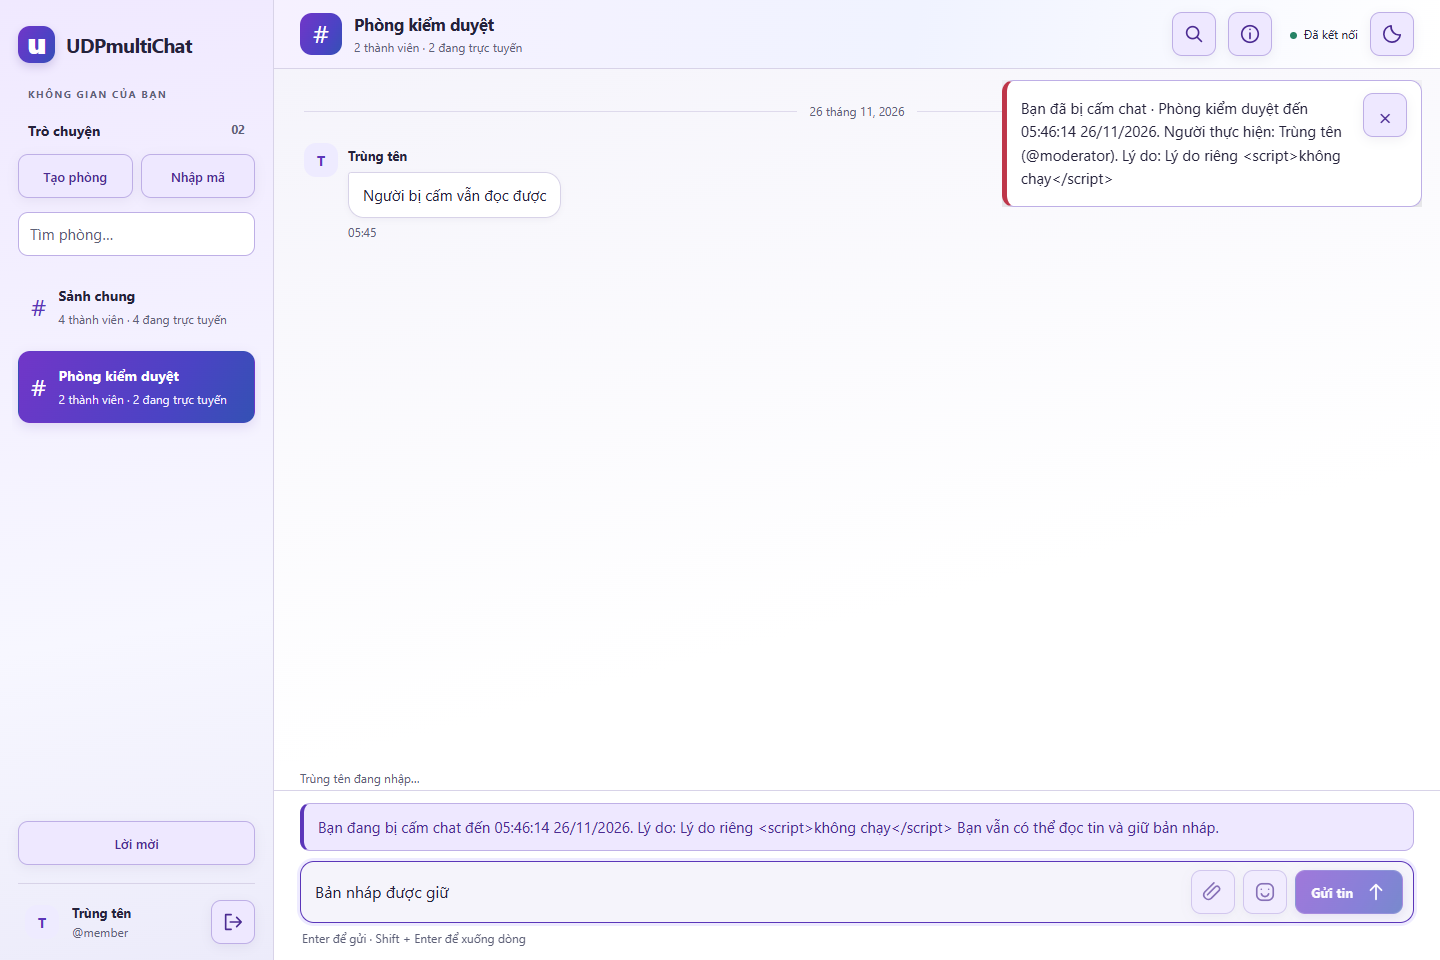 u UDPmultiChat
KHÔNG GIAN CỦA BẠN
Trò chuyện 02
Tạo phòng Nhập mã
Tìm phòng...
# Sảnh chung
4 thành viên · 4 đang trực tuyến
# Phòng kiểm duyệt
2 thành viên · 2 đang trực tuyến
Lời mời
T Trùng tên
@member
# Phòng kiểm duyệt
2 thành viên · 2 đang trực tuyến
Đã kết nối
26 tháng 11, 2026
Bạn đã bị cấm chat · Phòng kiểm duyệt đến
05:46:14 26/11/2026. Người thực hiện: Trùng tên
(@moderator). Lý do: Lý do riêng <script>không
chạy</script>
T Trùng tên
Người bị cấm vẫn đọc được
05:45
Trùng tên đang nhập...
Bạn đang bị cấm chat đến 05:46:14 26/11/2026. Lý do: Lý do riêng <script>không chạy</script> Bạn vẫn có thể đọc tin và giữ bản nháp.
Bản nháp được giữ
Gửi tin
Enter để gửi · Shift + Enter để xuống dòng